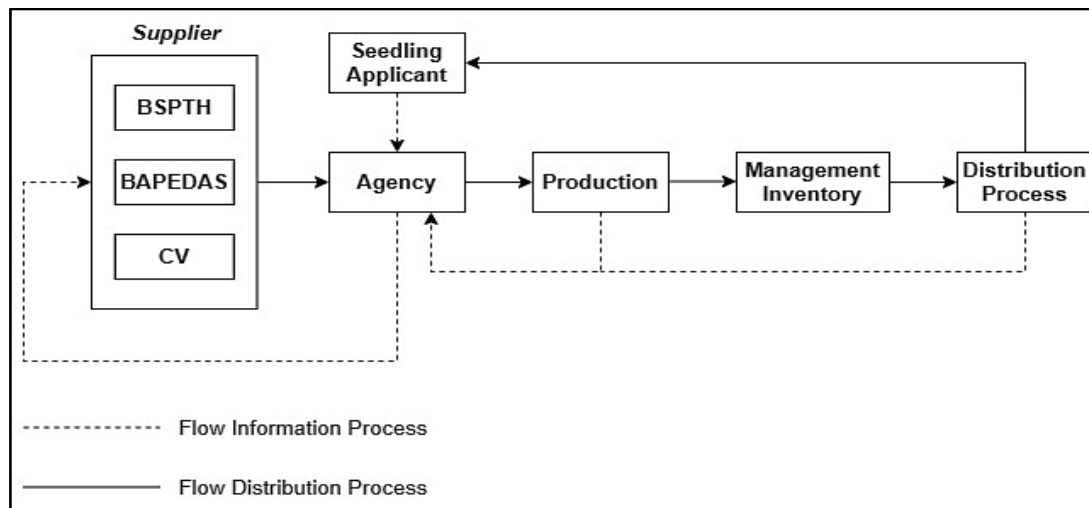 Supplier
BSPTH
BAPEDAS
CV
Seedling
Applicant
Agency
Production
Management
Inventory
Distribution
Process
Flow Information Process
Flow Distribution Process